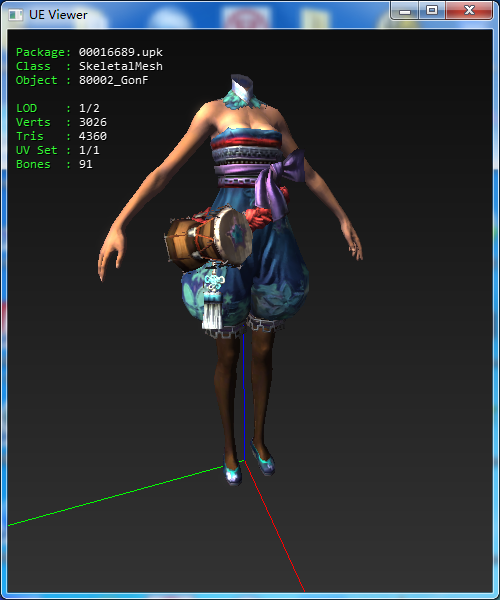 UE Viewer
Package: 00016689.upk
Class : SkeletalMesh
Object : 80002_GonF
LOD : 1/2
Verts : 3026
Tris : 4360
UV Set : 1/1
Bones : 91